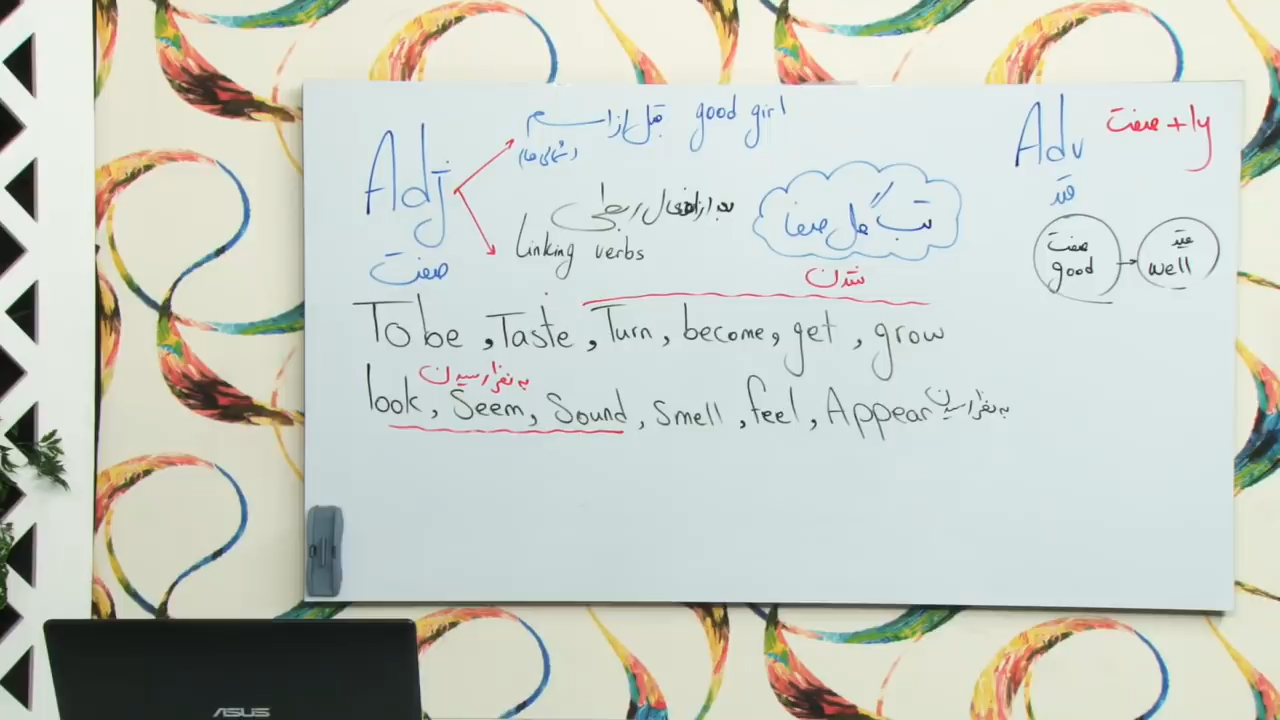 Adj
صفت
قبل از اسم good girl
بعد از افعال ربطی
Linking verbs
تب گل صفا
شدن
To be, Taste, Turn, become, get, grow
به نظر رسیدن
look, Seem, Sound, Smell, feel, Appear به نظر رسیدن
Adv صفت + ly
قید
صفت
good
قید
well
ASUS